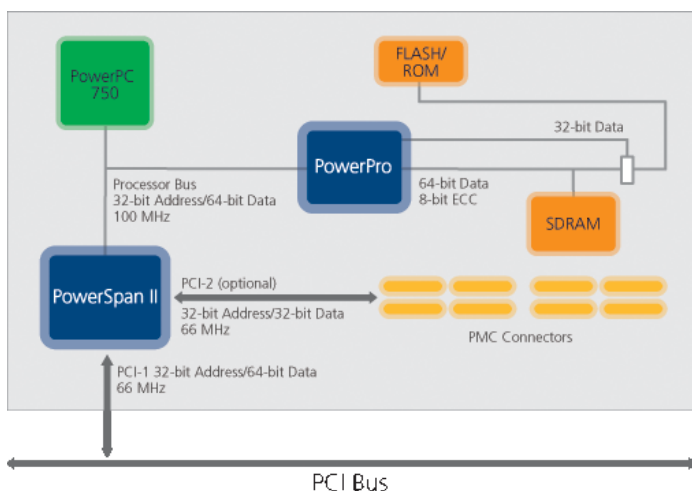 PowerPC
750
FLASH/
ROM
32-bit Data
PowerPro
Processor Bus
32-bit Address/64-bit Data
100 MHz
64-bit Data
8-bit ECC
SDRAM
PowerSpan II
PCI-2 (optional)
32-bit Address/32-bit Data
66 MHz
PMC Connectors
PCI-1 32-bit Address/64-bit Data
66 MHz
PCI Bus